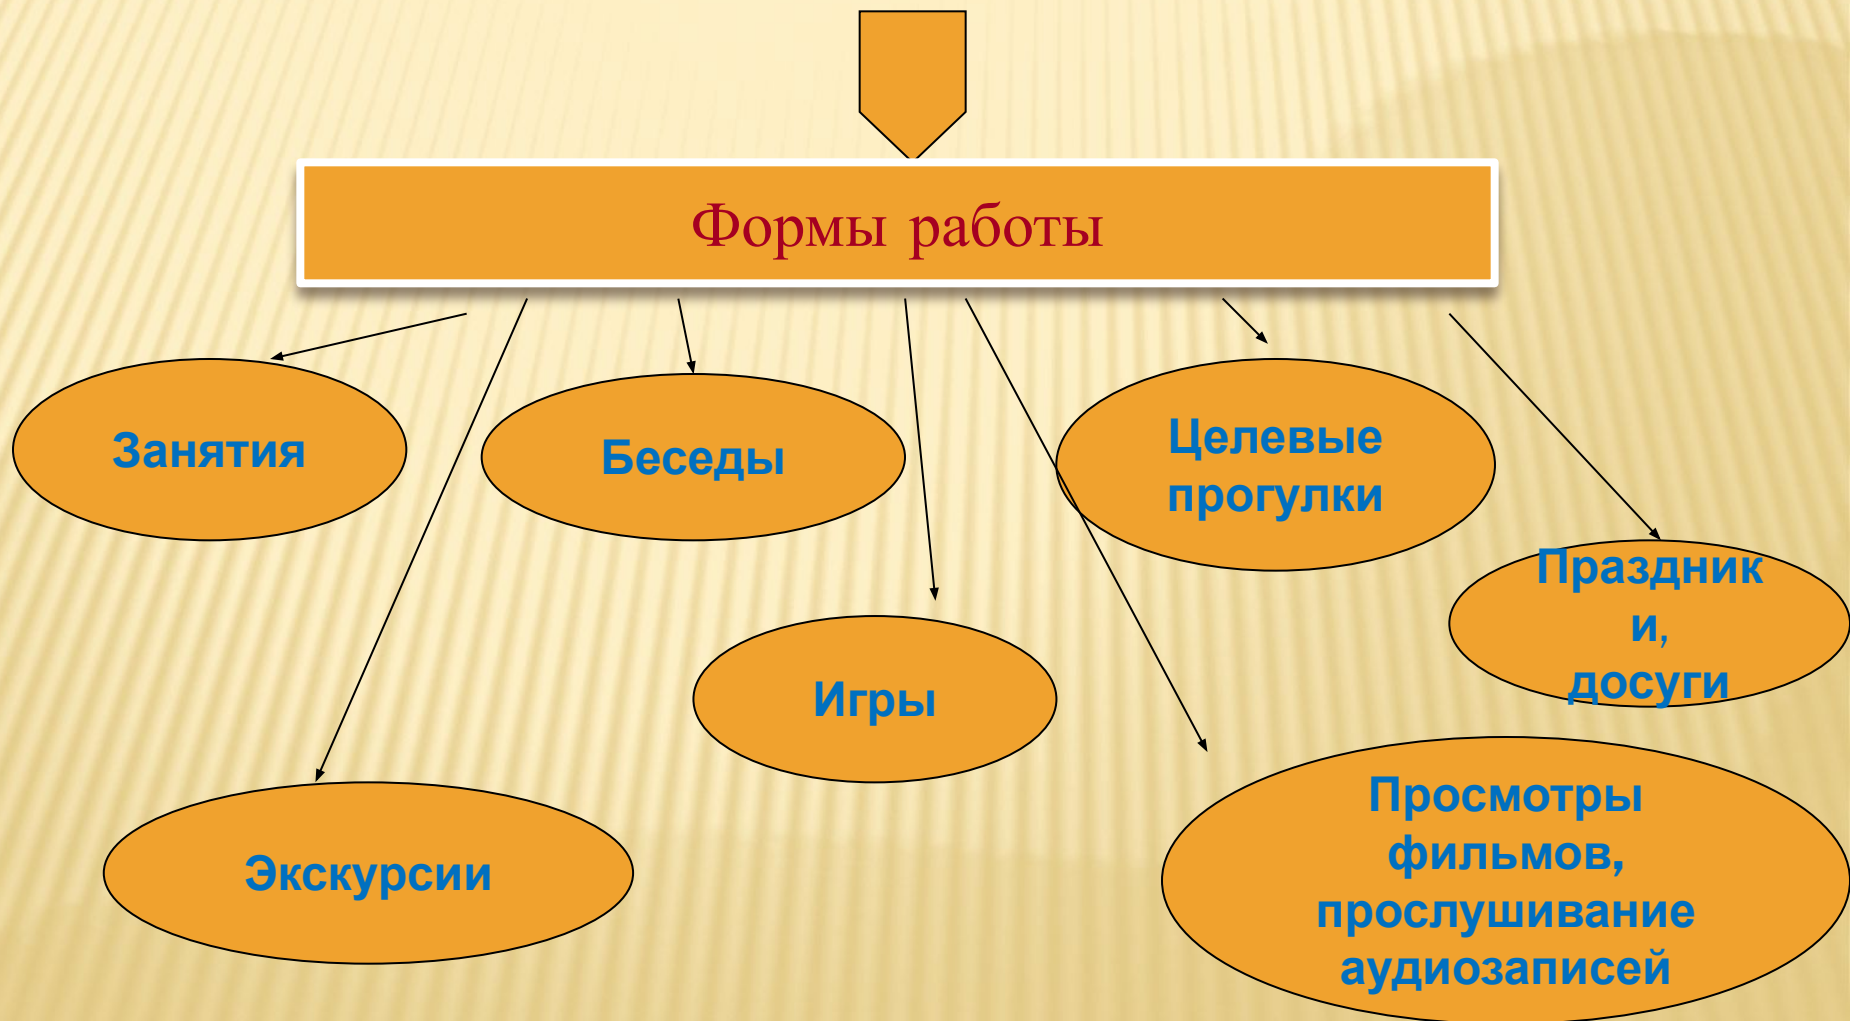 Формы работы
Занятия
Беседы
Целевые
прогулки
Праздник
и,
досуги
Игры
Экскурсии
Просмотры
фильмов,
прослушивание
аудиозаписей